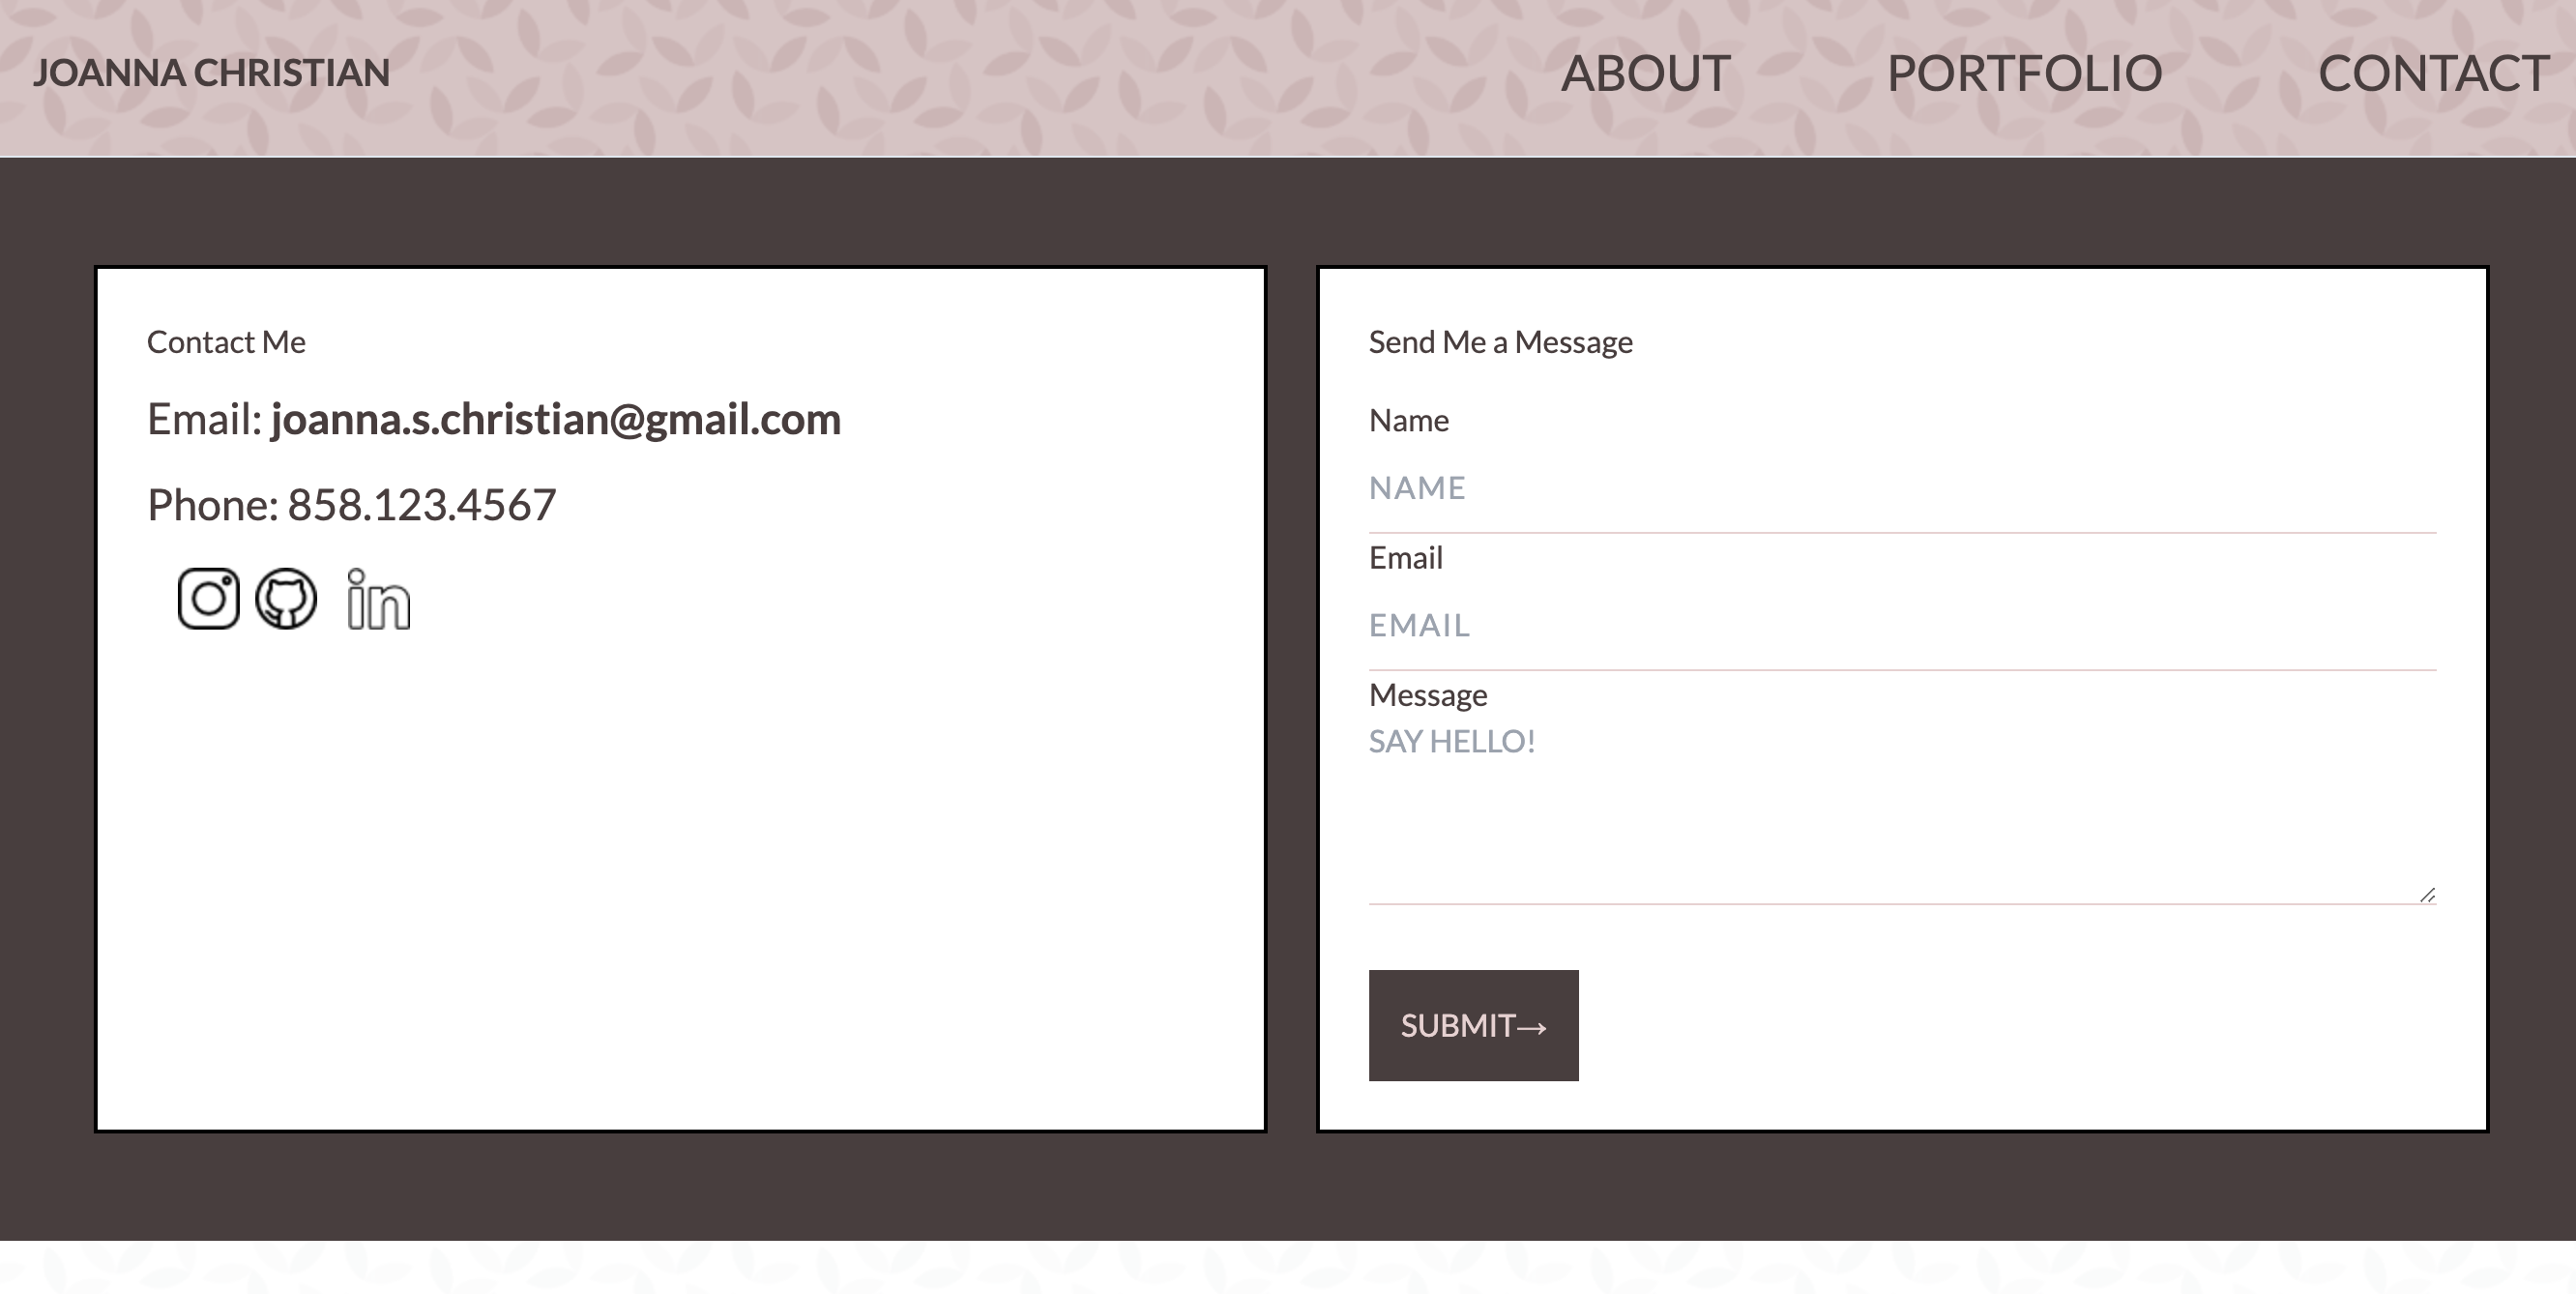 JOANNA CHRISTIAN
ABOUT
PORTFOLIO
CONTACT
Contact Me
Email: joanna.s.christian@gmail.com
Phone: 858.123.4567
in
Send Me a Message
Name
NAME
Email
EMAIL
Message
SAY HELLO!
SUBMIT→